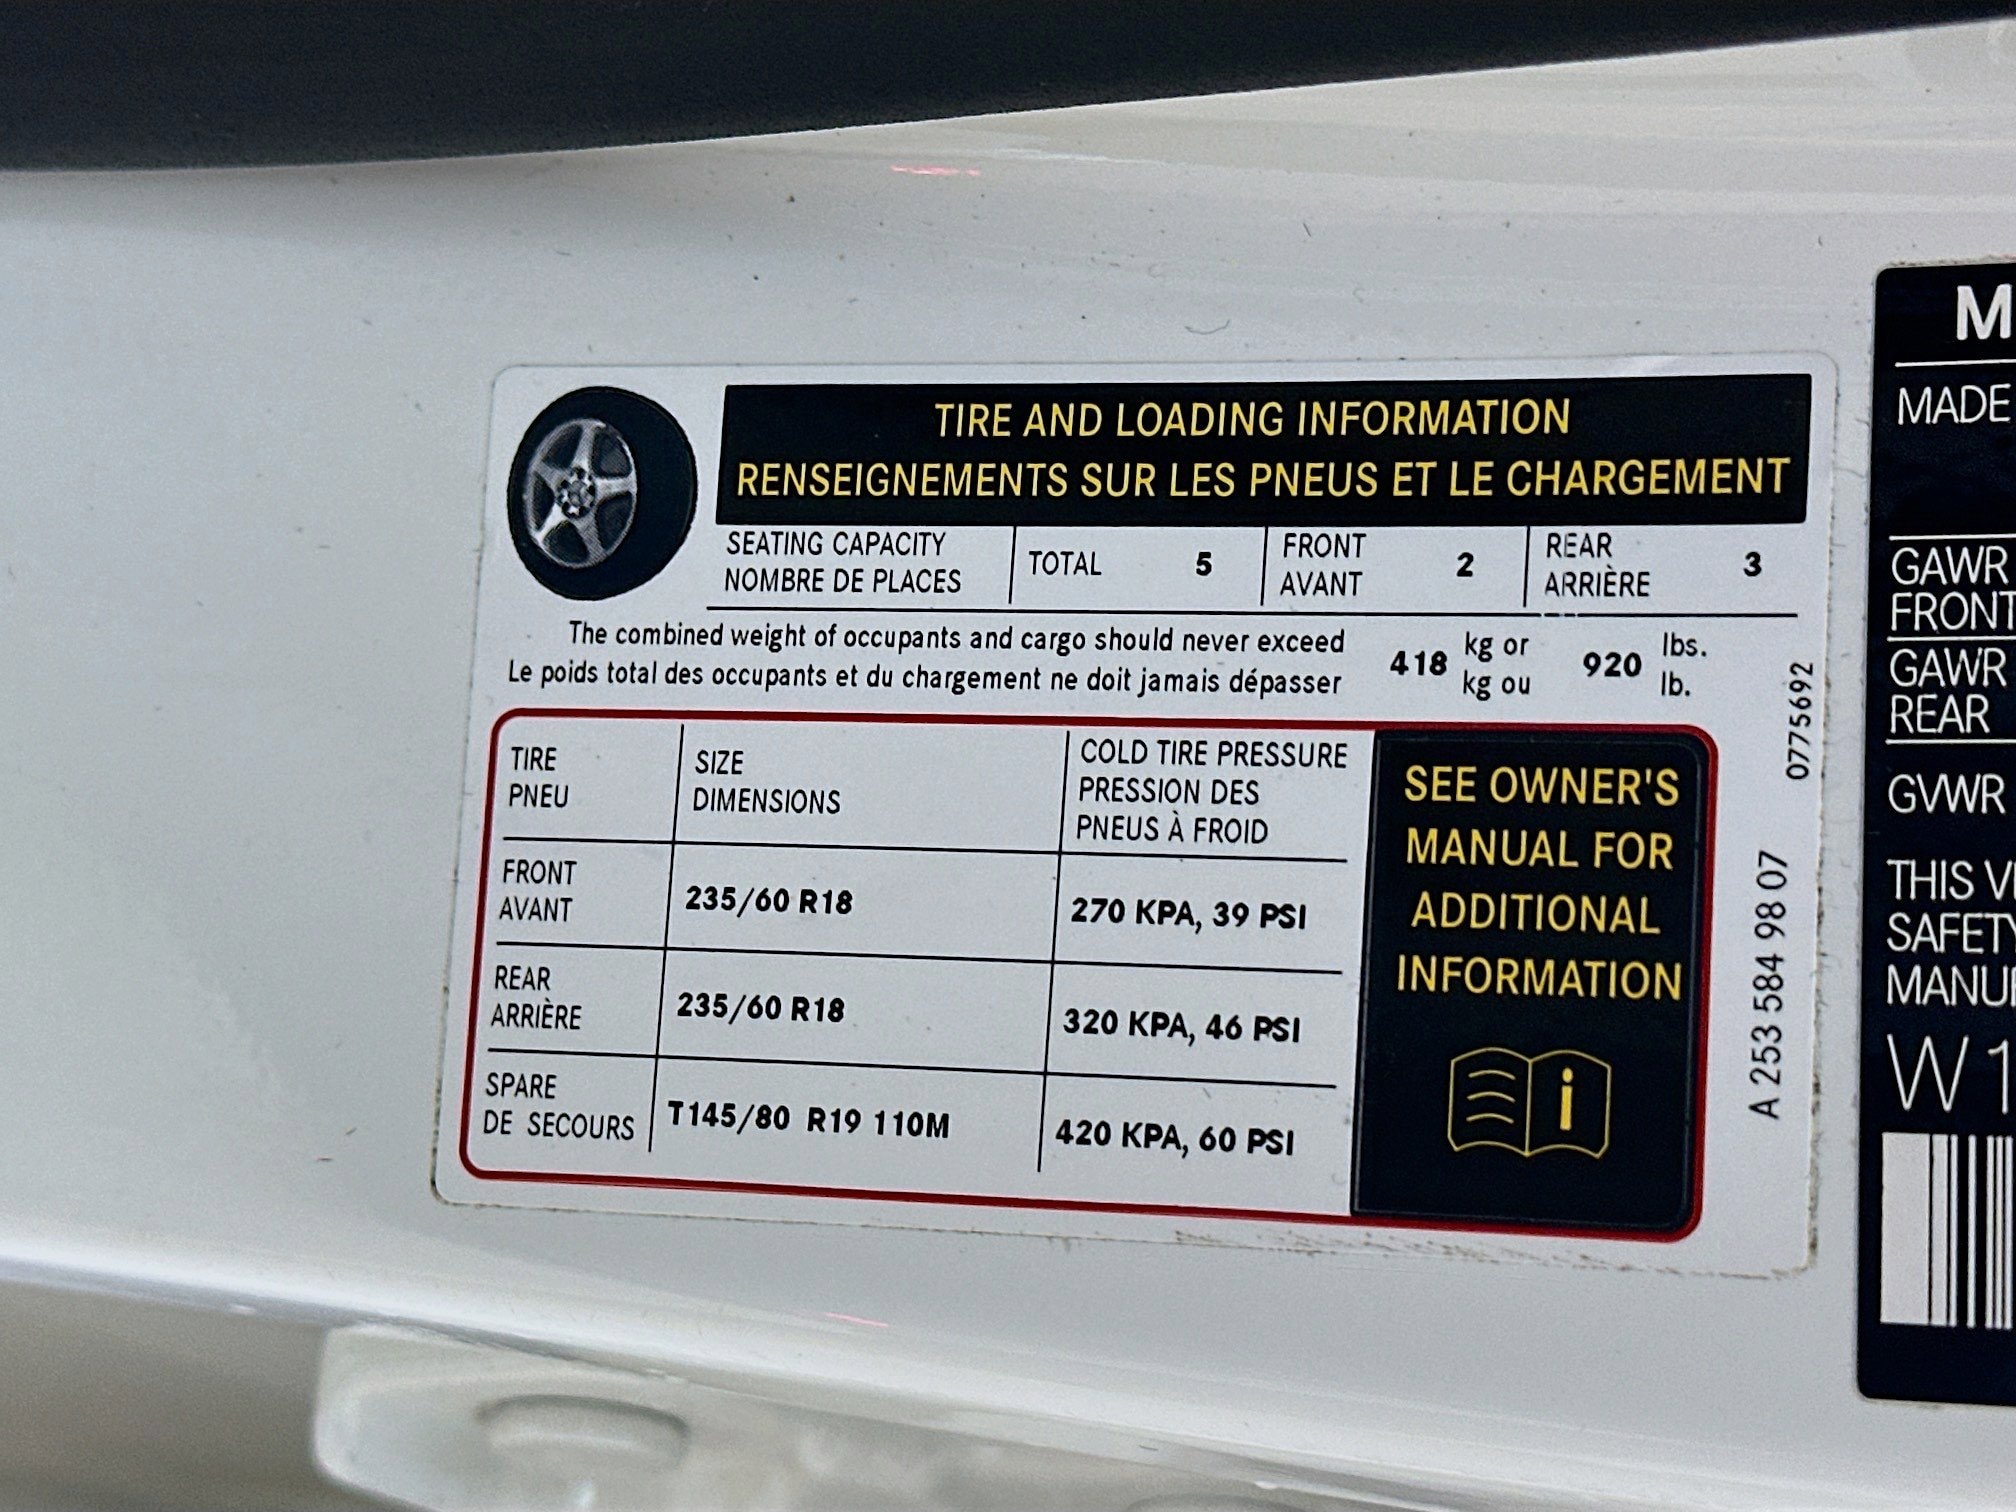 TIRE AND LOADING INFORMATION
RENSEIGNEMENTS SUR LES PNEUS ET LE CHARGEMENT
SEATING CAPACITY
NOMBRE DE PLACES
TOTAL 5
FRONT
AVANT
2
REAR
ARRIÈRE
3
The combined weight of occupants and cargo should never exceed
Le poids total des occupants et du chargement ne doit jamais dépasser
418
kg or
kg ou
920
lbs.
lb.
TIRE
PNEU
SIZE
DIMENSIONS
COLD TIRE PRESSURE
PRESSION DES
PNEUS À FROID
FRONT
AVANT
235/60 R18
270 KPA, 39 PSI
REAR
ARRIÈRE
235/60 R18
320 KPA, 46 PSI
SPARE
DE SECOURS
T145/80 R19 110M
420 KPA, 60 PSI
SEE OWNER'S
MANUAL FOR
ADDITIONAL
INFORMATION
i
0775692
A 253 584 98 07
M
MADE
GAWR
FRONT
GAWR
REAR
GVWR
THIS
SAFETY
W1